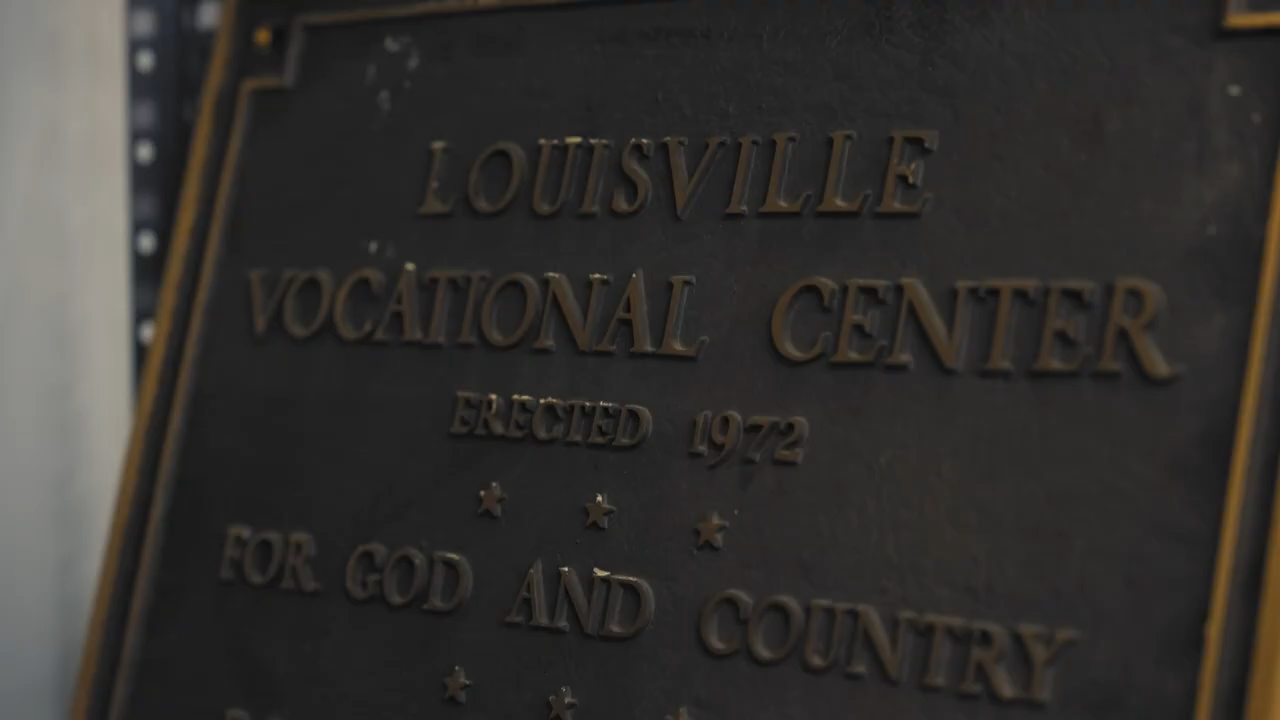 LOUISVILLE
VOCATIONAL CENTER
ERECTED 1972
FOR GOD AND COUNTRY